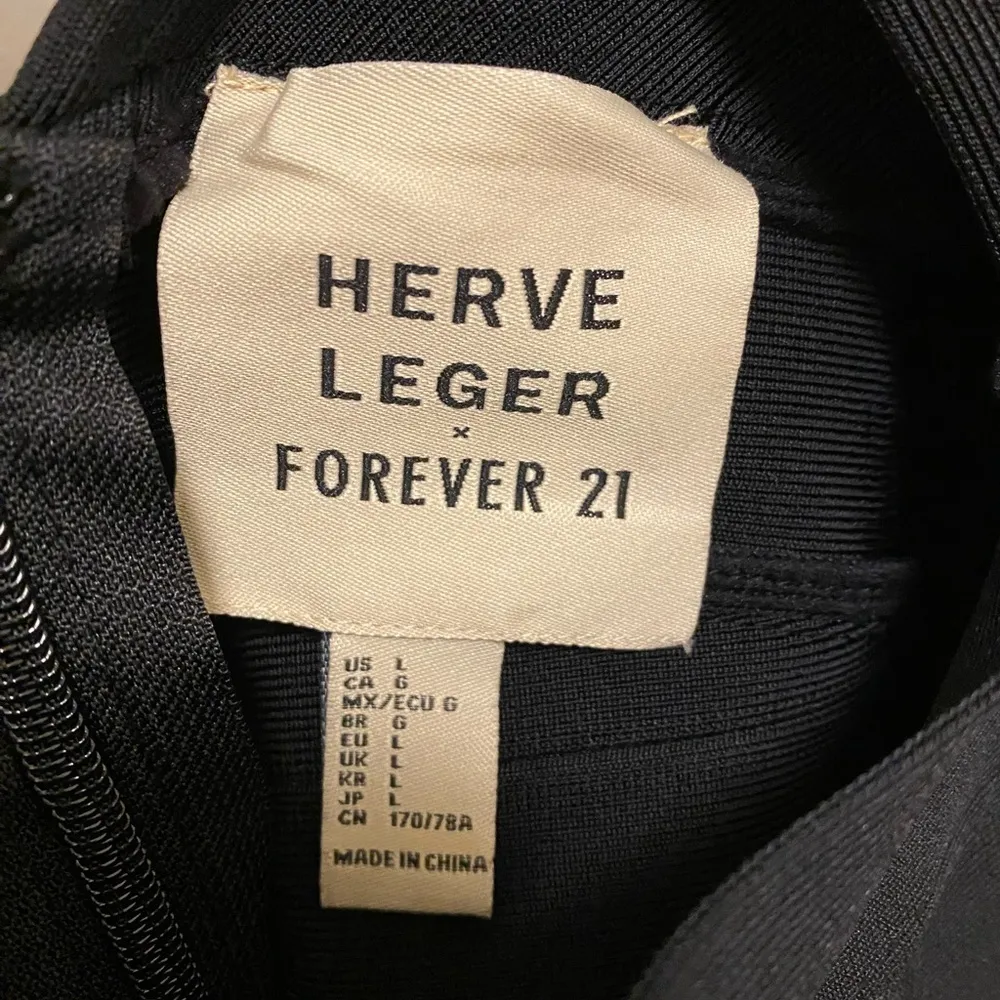 HERVE
LEGER
×
FOREVER 21
US L
CA G
MX/ECU G
BR G
EU L
UK L
KR L
JP L
CN 170/78A
MADE IN CHINA